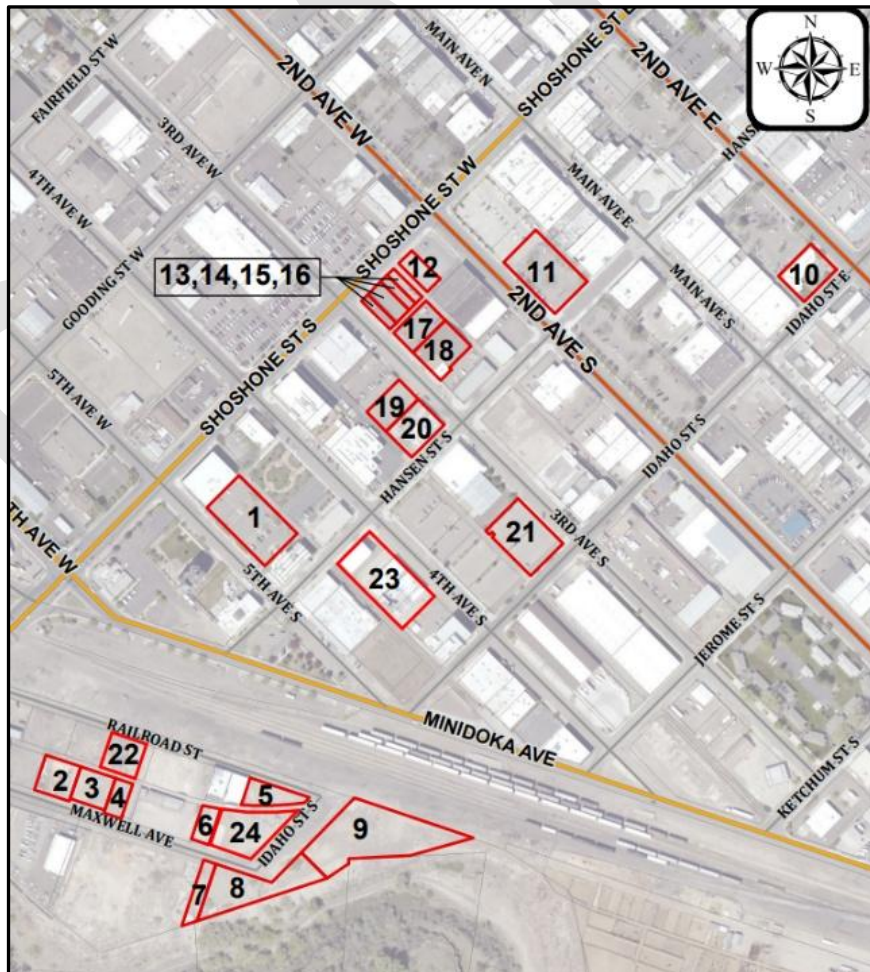 N
W E
S
FAIRFIELD ST W
MAIN AVE N
SHOSHONE ST E
2ND AVE W
2ND AVE E
3RD AVE W
4TH AVE W
SHOSHONE ST W
MAIN AVE E
13,14,15,16
12
11
10
GOODING ST W
MAIN AVE S
IDAHO ST E
2ND AVE S
17
18
SHOSHONE ST S
5TH AVE W
19
20
HANSEN ST S
IDAHO ST S
1
21
3RD AVE S
TH AVE W
5TH AVE S
23
4TH AVE S
JEROME ST S
MINIDOKA AVE
RAILROAD ST
22
KETCHUM ST S
2
3
4
5
MAXWELL AVE
6
24
IDAHO ST S
9
7
8